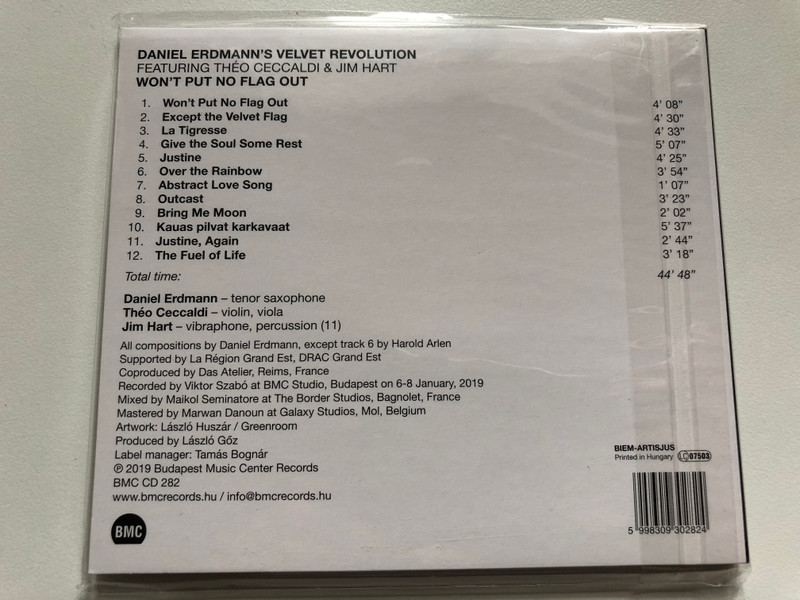 DANIEL ERDMANN'S VELVET REVOLUTION
FEATURING THÉO CECCALDI & JIM HART
WON'T PUT NO FLAG OUT
1. Won't Put No Flag Out 4' 08"
2. Except the Velvet Flag 4' 30"
3. La Tigresse 4' 33"
4. Give the Soul Some Rest 5' 07"
5. Justine 4' 25"
6. Over the Rainbow 3' 54"
7. Abstract Love Song 1' 07"
8. Outcast 3' 23"
9. Bring Me Moon 2' 02"
10. Kauas pilvat karkavaat 5' 37"
11. Justine, Again 2' 44"
12. The Fuel of Life 3' 18"
Total time: 44' 48"
Daniel Erdmann – tenor saxophone
Théo Ceccaldi – violin, viola
Jim Hart – vibraphone, percussion (11)
All compositions by Daniel Erdmann, except track 6 by Harold Arlen
Supported by La Région Grand Est, DRAC Grand Est
Coproduced by Das Atelier, Reims, France
Recorded by Viktor Szabó at BMC Studio, Budapest on 6-8 January, 2019
Mixed by Maikol Seminatore at The Border Studios, Bagnolet, France
Mastered by Marwan Danoun at Galaxy Studios, Mol, Belgium
Artwork: László Huszár / Greenroom
Produced by László Gőz
Label manager: Tamás Bognár
℗ 2019 Budapest Music Center Records
BMC CD 282
www.bmcrecords.hu / info@bmcrecords.hu
BMC
BIEM-ARTISJUS
Printed in Hungary LC 07503
5 998309 302824